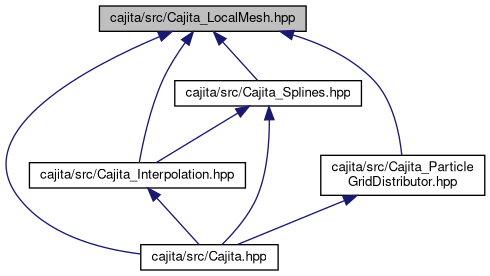 cajita/src/Cajita_LocalMesh.hpp
cajita/src/Cajita_Splines.hpp
cajita/src/Cajita_Interpolation.hpp
cajita/src/Cajita_Particle
GridDistributor.hpp
cajita/src/Cajita.hpp